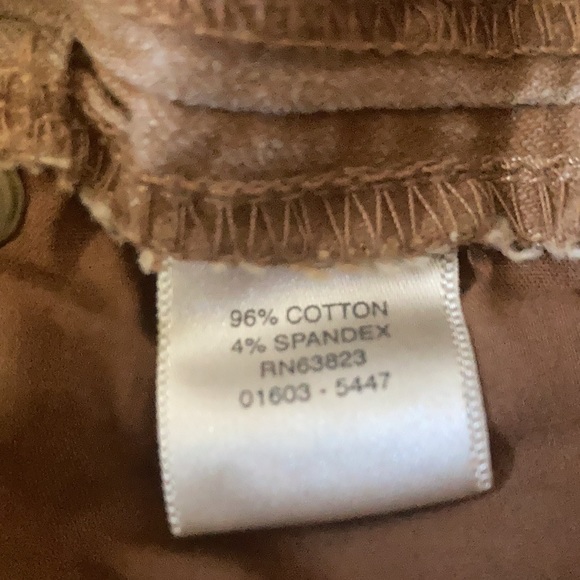 96% COTTON
4% SPANDEX
RN63823
01603 - 5447